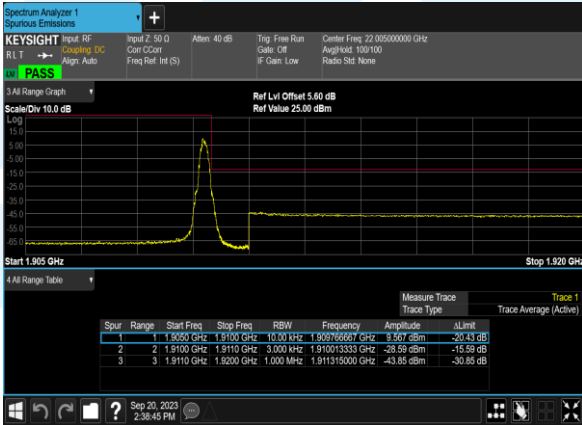 Spectrum Analyzer 1
Spurious Emissions
+
KEYSIGHT Input: RF Input Z: 50 Ω Atten: 40 dB Trig: Free Run Center Freq: 22.005000000 GHz
RLT Coupling: DC Corr CCorr Gate: Off Avg|Hold: 100/100
Align: Auto Freq Ref: Int (S) IF Gain: Low Radio Std: None
LVI PASS
3 All Range Graph
Ref Lvl Offset 5.60 dB
Scale/Div 10.0 dB Ref Value 25.00 dBm
Log
15.0
5.00
-5.00
-15.0
-25.0
-35.0
-45.0
-55.0
-65.0
Start 1.905 GHz Stop 1.920 GHz
4 All Range Table
Measure Trace Trace 1
Trace Type Trace Average (Active)
Spur Range Start Freq Stop Freq RBW Frequency Amplitude ΔLimit
1 1 1.9050 GHz 1.9100 GHz 10.00 kHz 1.909766667 GHz 9.567 dBm -20.43 dB
2 2 1.9100 GHz 1.9110 GHz 3.000 kHz 1.910013333 GHz -28.59 dBm -15.59 dB
3 3 1.9110 GHz 1.9200 GHz 1.000 MHz 1.911315000 GHz -43.85 dBm -30.85 dB
?
Sep 20, 2023
2:38:45 PM